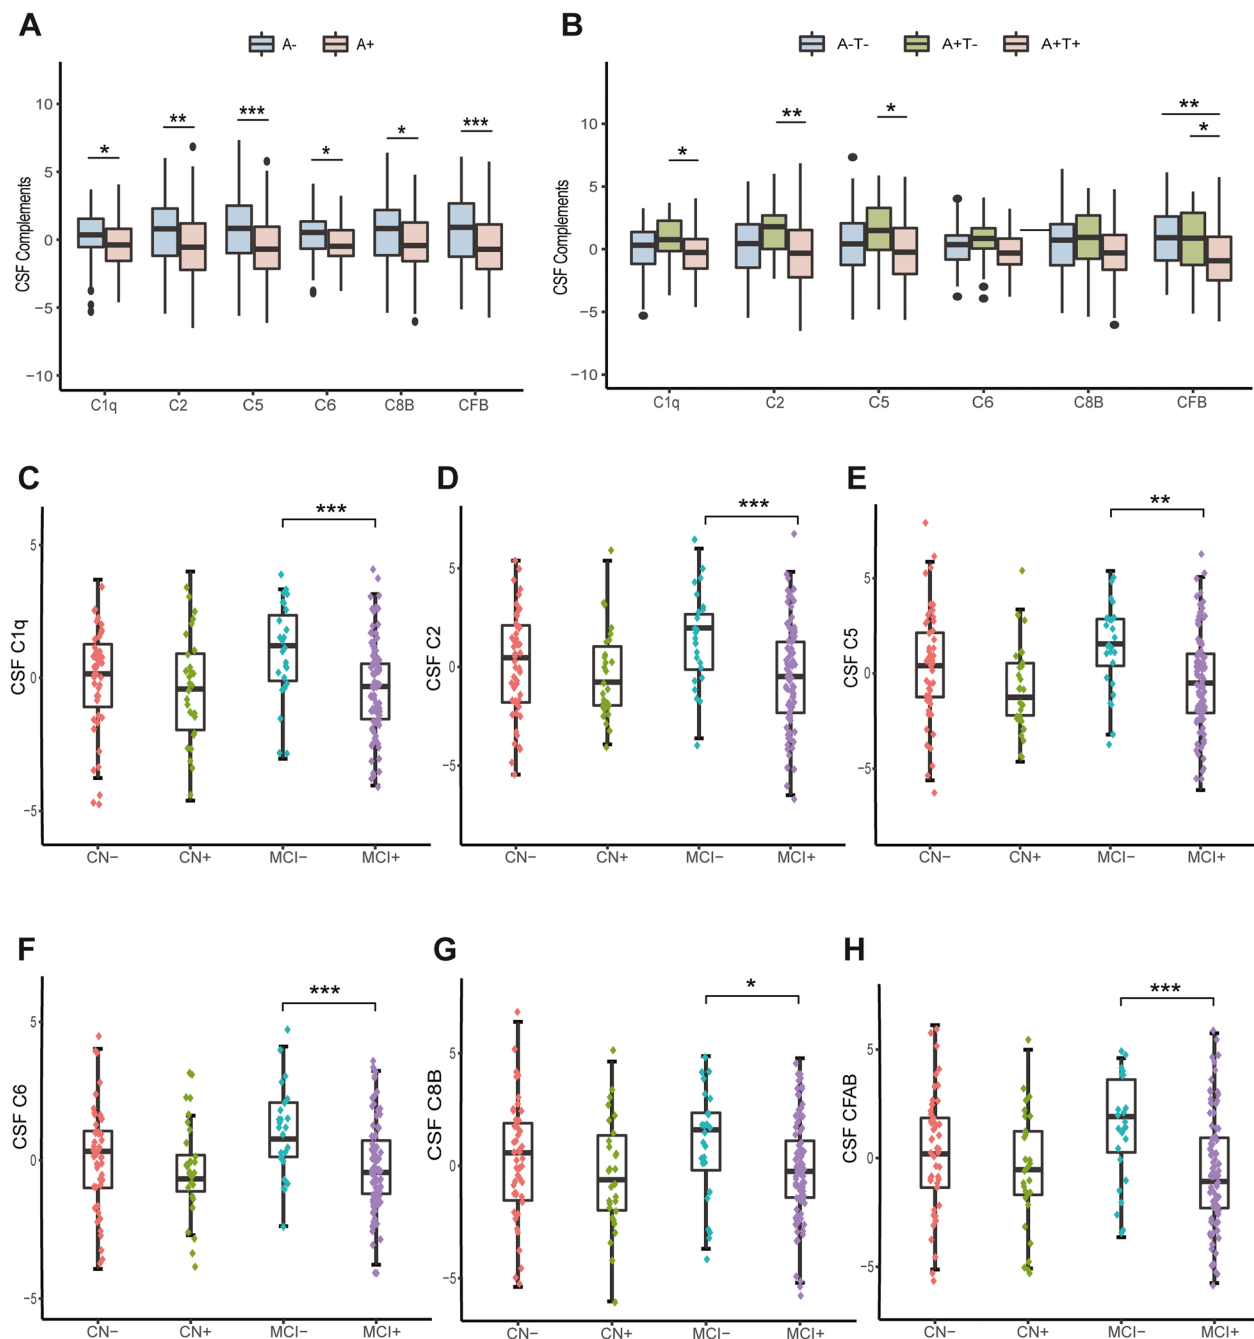 A
A-
A+
CSF Complements
10
5
0
−5
−10
*
**
***
*
*
***
C1q
C2
C5
C6
C8B
CFB
B
A-T-
A+T-
A+T+
CSF Complements
10
5
0
−5
−10
*
**
*
**
*
C1q
C2
C5
C6
C8B
CFB
C
CSF C1q
5
0
−5
***
CN−
CN+
MCI−
MCI+
D
CSF C2
5
0
−5
***
CN−
CN+
MCI−
MCI+
E
CSF C5
5
0
−5
**
CN−
CN+
MCI−
MCI+
F
CSF C6
5
0
−5
***
CN−
CN+
MCI−
MCI+
G
CSF C8B
5
0
−5
*
CN−
CN+
MCI−
MCI+
H
CSF CFAB
5
0
−5
***
CN−
CN+
MCI−
MCI+